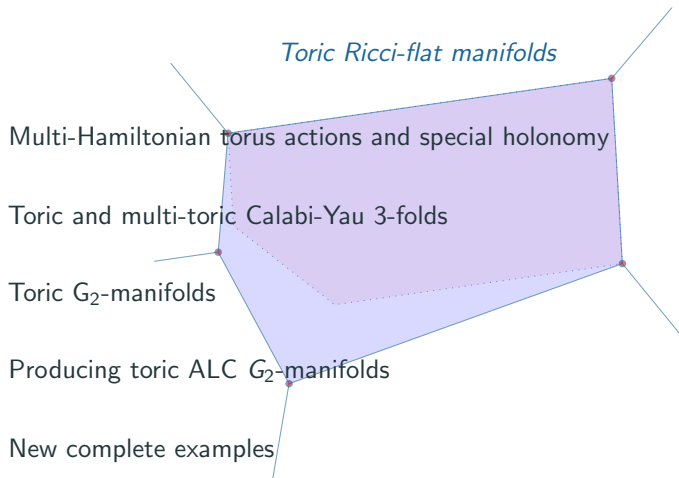 Toric Ricci-flat manifolds
Multi-Hamiltonian torus actions and special holonomy
Toric and multi-toric Calabi-Yau 3-folds
Toric G₂-manifolds
Producing toric ALC G₂-manifolds
New complete examples